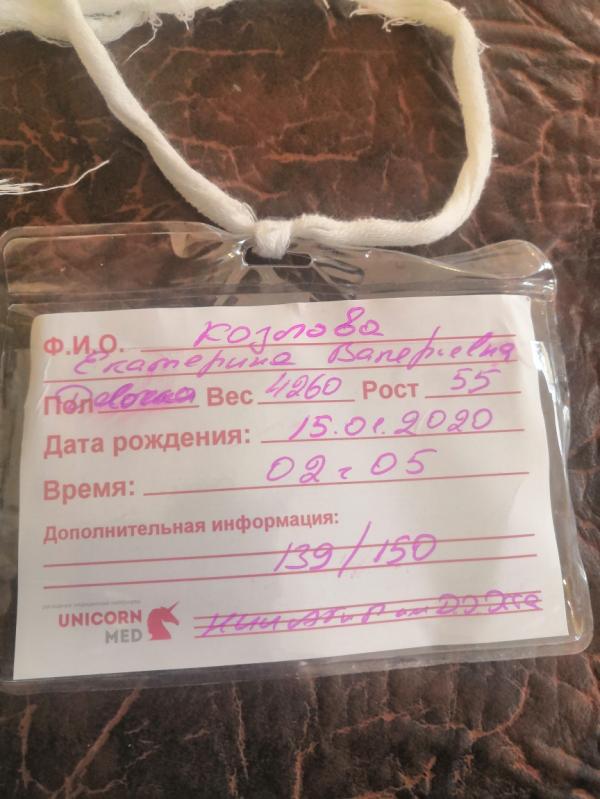 Ф.И.О. Козлова
Екатерина Валерьевна
Пол Девочка Вес 4260 Рост 55
Дата рождения: 15.01.2020
Время: 02 ч 05
Дополнительная информация:
139/150
UNICORN
MED